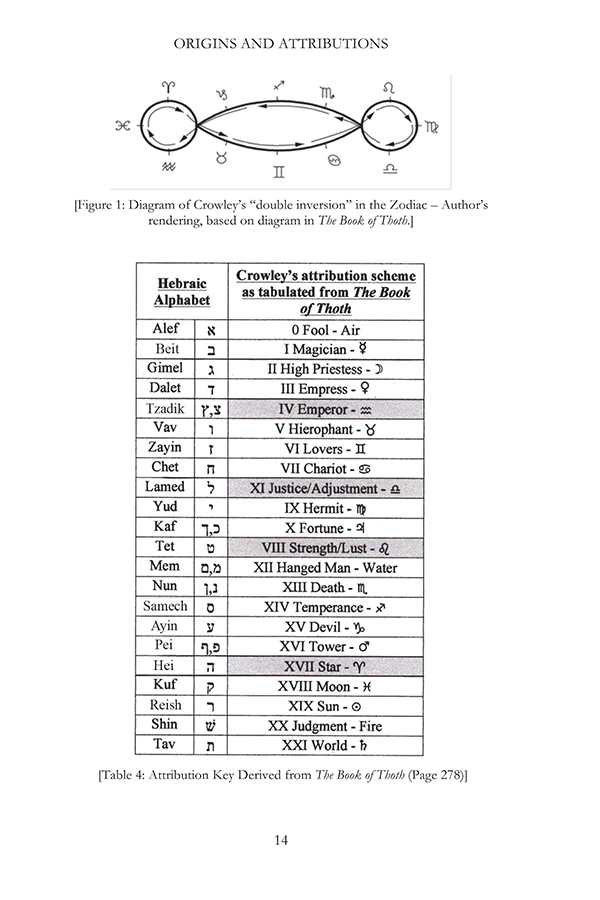 ORIGINS AND ATTRIBUTIONS
♈ ♑ ♐ ♏ ♌
♓ ♍
♒ ♉ ♊ ♋ ♎
[Figure 1: Diagram of Crowley's “double inversion” in the Zodiac – Author's
rendering, based on diagram in The Book of Thoth.]
Hebraic
Alphabet
Crowley's attribution scheme
as tabulated from The Book
of Thoth
Alef א 0 Fool - Air
Beit ב I Magician - ☿
Gimel ג II High Priestess - ☽
Dalet ד III Empress - ♀
Tzadik צ,ץ IV Emperor - ♒
Vav ו V Hierophant - ♉
Zayin ז VI Lovers - ♊
Chet ח VII Chariot - ♋
Lamed ל XI Justice/Adjustment - ♎
Yud י IX Hermit - ♍
Kaf כ,ך X Fortune - ♃
Tet ט VIII Strength/Lust - ♌
Mem מ,ם XII Hanged Man - Water
Nun נ,ן XIII Death - ♏
Samech ס XIV Temperance - ♐
Ayin ע XV Devil - ♑
Pei פ,ף XVI Tower - ♂
Hei ה XVII Star - ♈
Kuf ק XVIII Moon - ♓
Reish ר XIX Sun - ☉
Shin שׁ XX Judgment - Fire
Tav ת XXI World - ♄
[Table 4: Attribution Key Derived from The Book of Thoth (Page 278)]
14